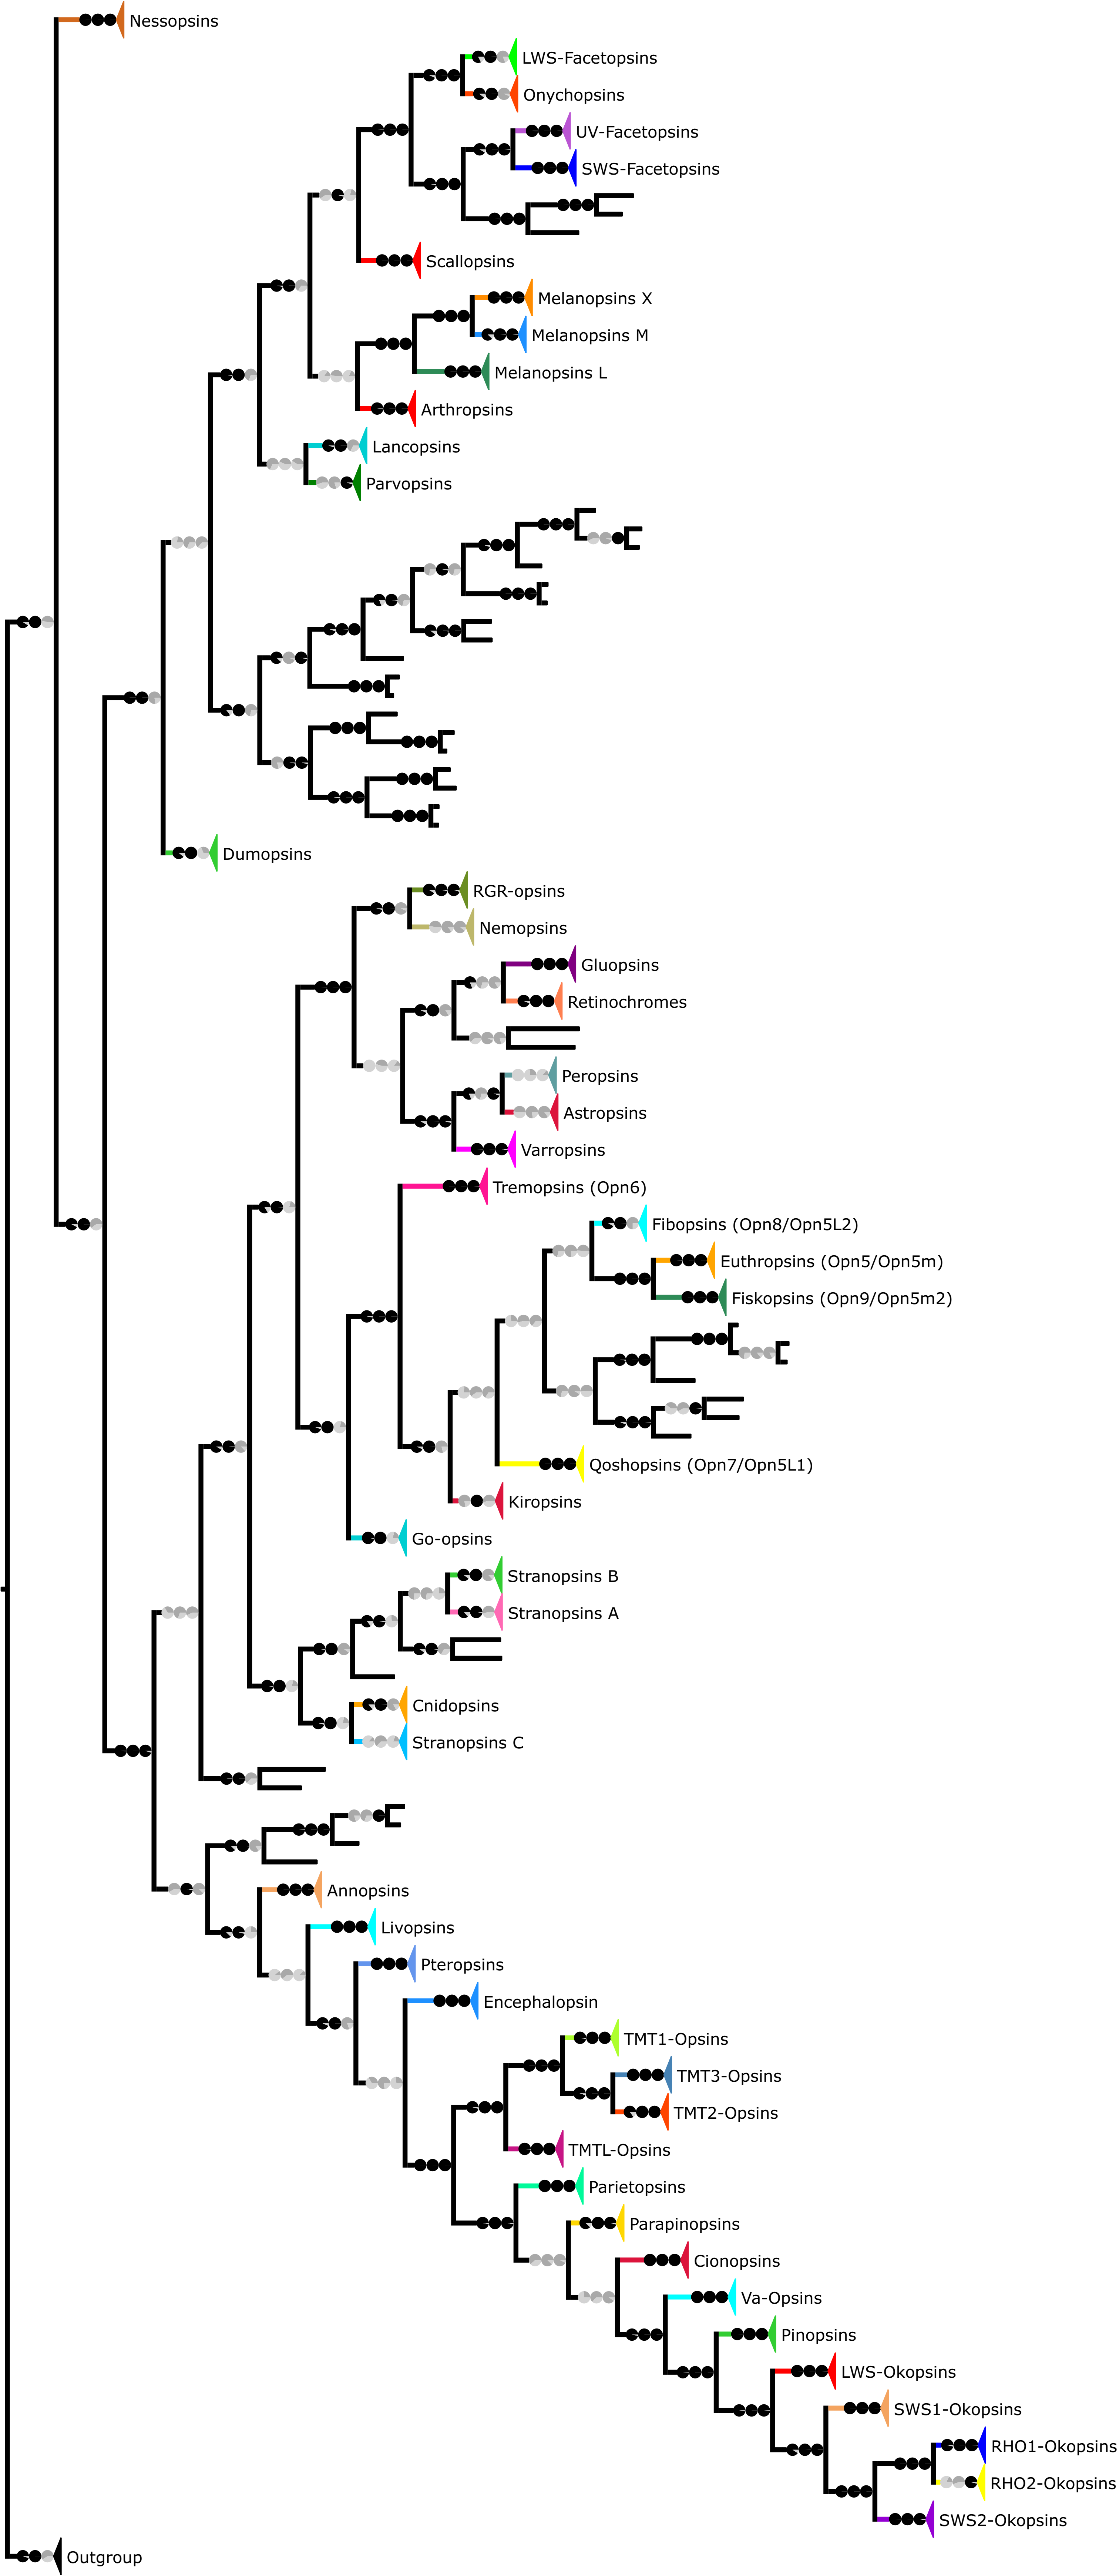 Nessopsins
LWS-Facetopsins
Onychopsins
UV-Facetopsins
SWS-Facetopsins
Scallopsins
Melanopsins X
Melanopsins M
Melanopsins L
Arthropsins
Lancopsins
Parvopsins
Dumopsins
RGR-opsins
Nemopsins
Gluopsins
Retinochromes
Peropsins
Astropsins
Varropsins
Tremopsins (Opn6)
Fibopsins (Opn8/Opn5L2)
Euthropsins (Opn5/Opn5m)
Fiskopsins (Opn9/Opn5m2)
Qoshopsins (Opn7/Opn5L1)
Kiropsins
Go-opsins
Stranopsins B
Stranopsins A
Cnidopsins
Stranopsins C
Annopsins
Livopsins
Pteropsins
Encephalopsin
TMT1-Opsins
TMT3-Opsins
TMT2-Opsins
TMTL-Opsins
Parietopsins
Parapinopsins
Cionopsins
Va-Opsins
Pinopsins
LWS-Okopsins
SWS1-Okopsins
RHO1-Okopsins
RHO2-Okopsins
SWS2-Okopsins
Outgroup